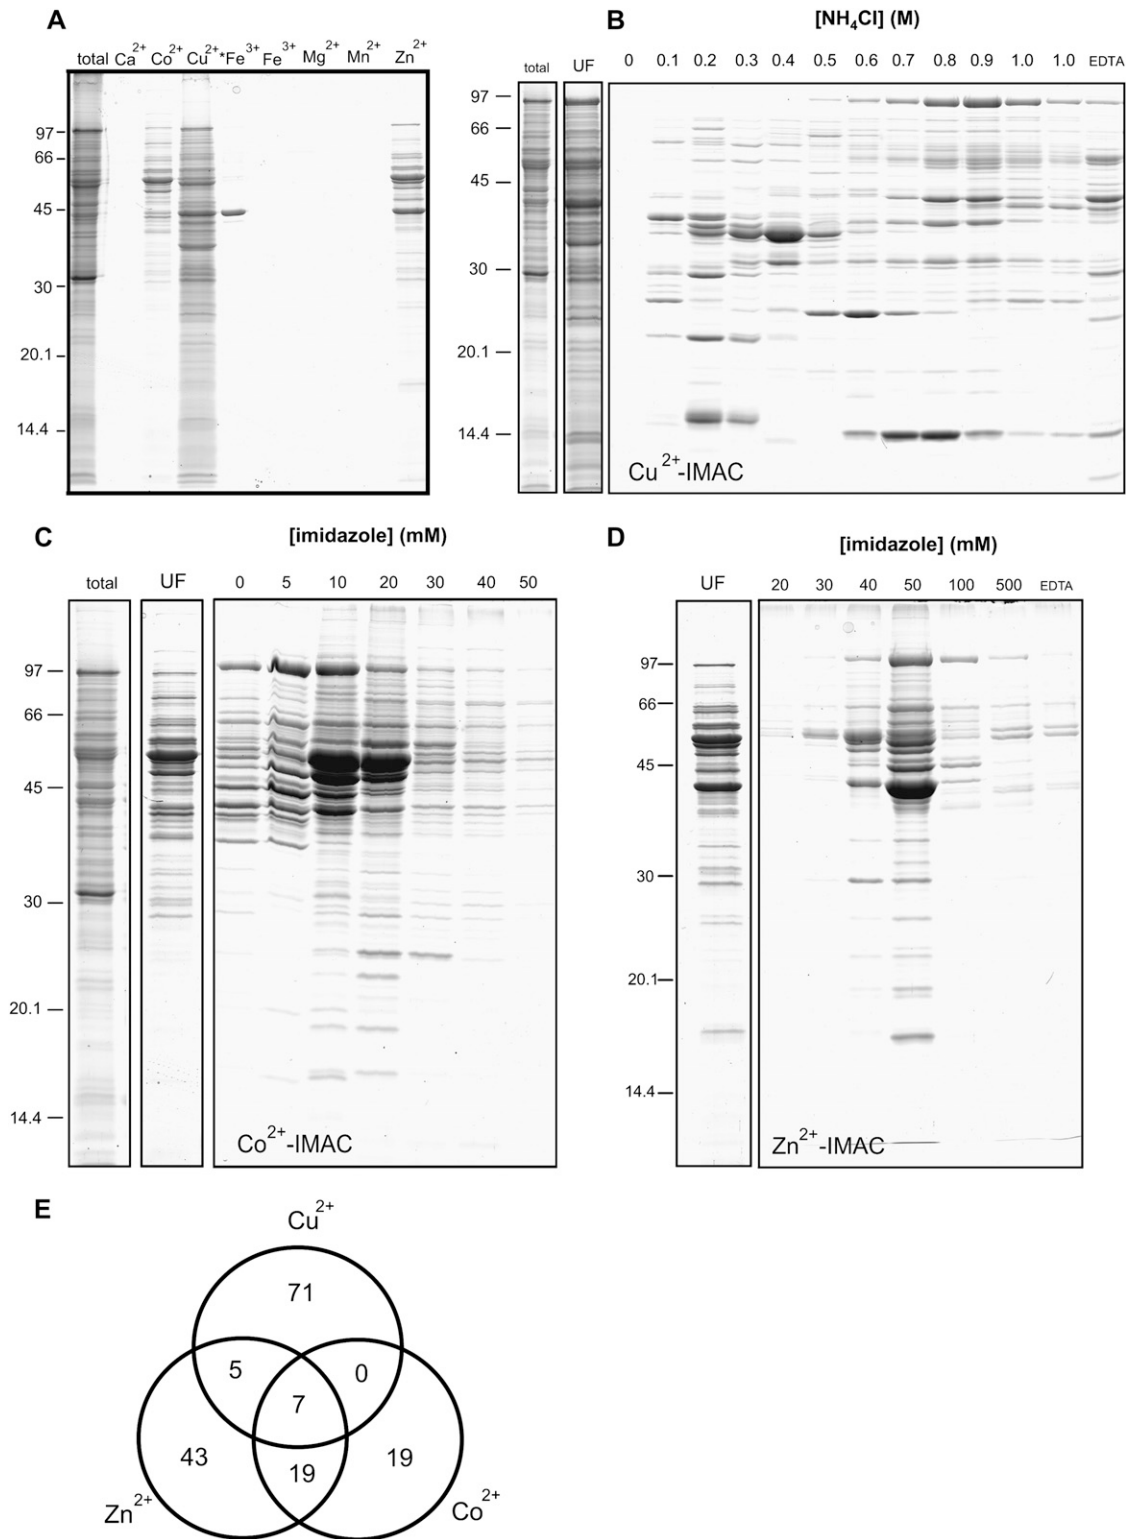 A
total Ca2+ Co2+ Cu2+ *Fe3+ Fe3+ Mg2+ Mn2+ Zn2+
97
66
45
30
20.1
14.4
B
[NH4Cl] (M)
total UF 0 0.1 0.2 0.3 0.4 0.5 0.6 0.7 0.8 0.9 1.0 1.0 EDTA
97
66
45
30
20.1
14.4
Cu2+-IMAC
C
[imidazole] (mM)
total UF 0 5 10 20 30 40 50
97
66
45
30
20.1
14.4
Co2+-IMAC
D
[imidazole] (mM)
UF 20 30 40 50 100 500 EDTA
97
66
45
30
20.1
14.4
Zn2+-IMAC
E
Cu2+
71
5 0
7
43 19 19
Zn2+ Co2+